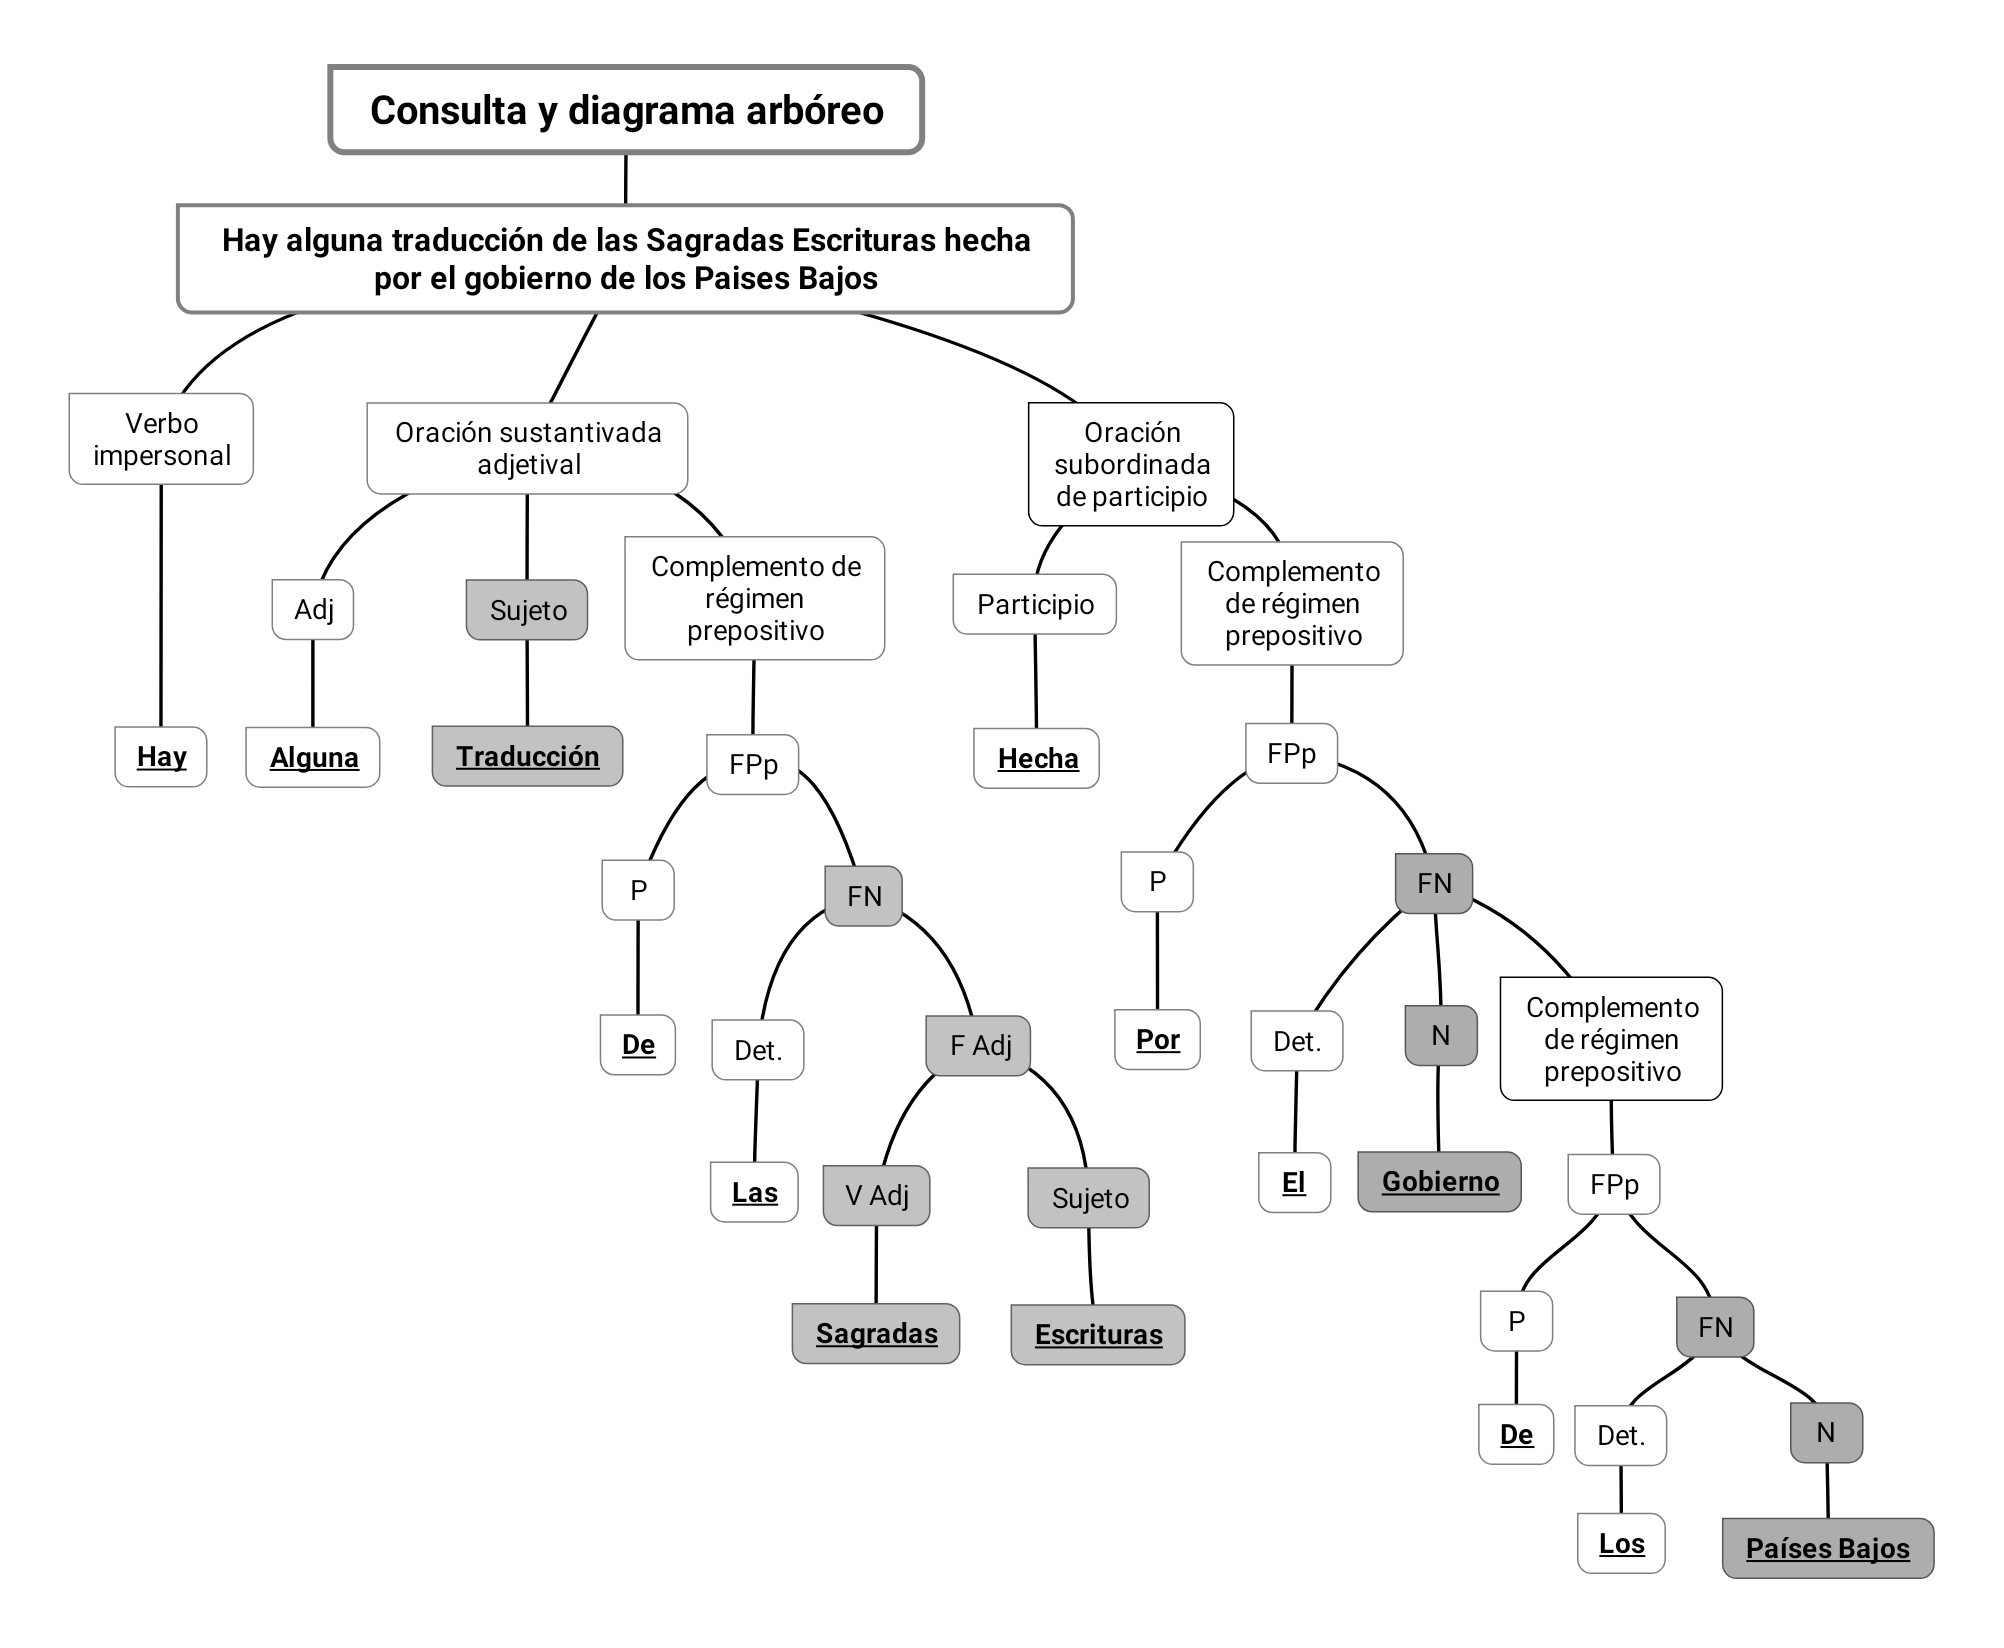 Consulta y diagrama arbóreo
Hay alguna traducción de las Sagradas Escrituras hecha
por el gobierno de los Paises Bajos
Verbo
impersonal
Oración sustantivada
adjetival
Oración
subordinada
de participio
Adj
Sujeto
Complemento de
régimen
prepositivo
Participio
Complemento
de régimen
prepositivo
Hay
Alguna
Traducción
FPp
Hecha
FPp
P
FN
P
FN
De
Det.
F Adj
Por
Det.
N
Complemento
de régimen
prepositivo
Las
V Adj
Sujeto
El
Gobierno
FPp
Sagradas
Escrituras
P
FN
De
Det.
N
Los
Países Bajos